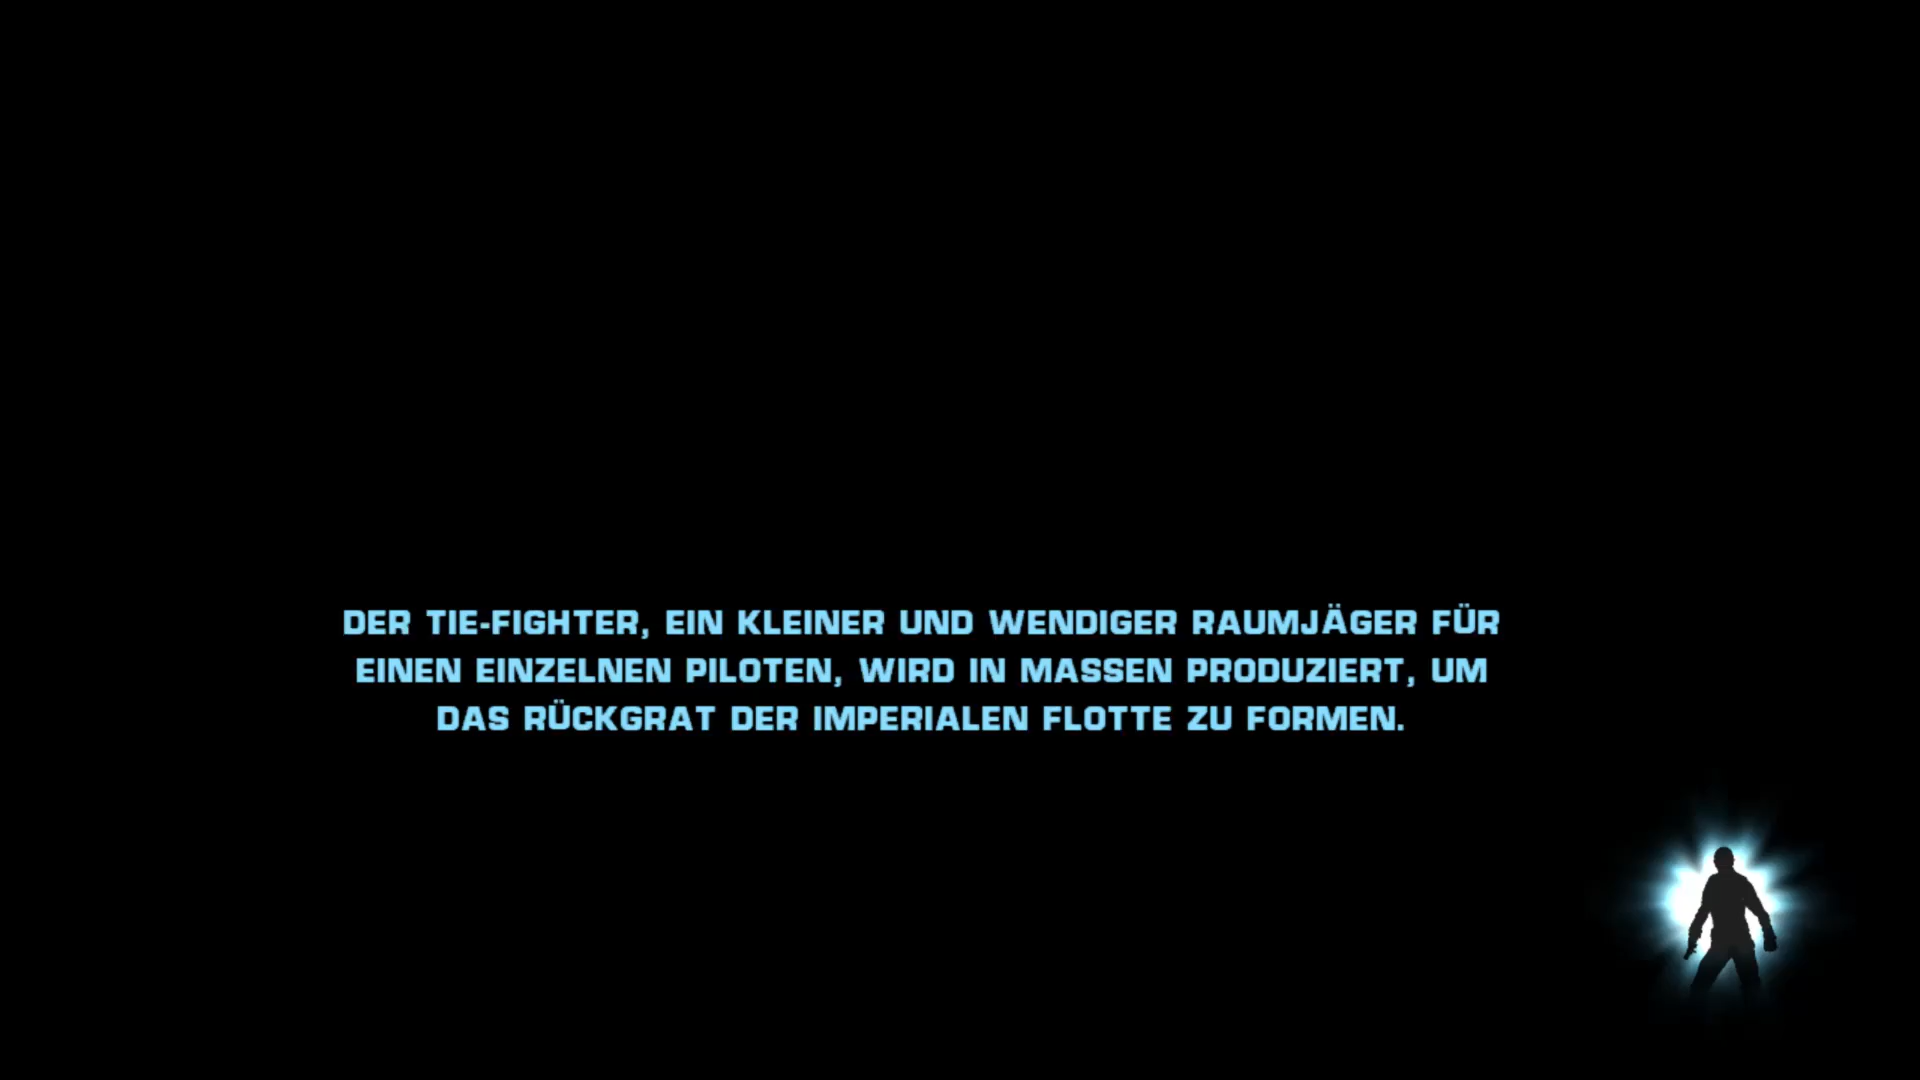 DER TIE-FIGHTER, EIN KLEINER UND WENDIGER RAUMJÄGER FÜR
EINEN EINZELNEN PILOTEN, WIRD IN MASSEN PRODUZIERT, UM
DAS RÜCKGRAT DER IMPERIALEN FLOTTE ZU FORMEN.